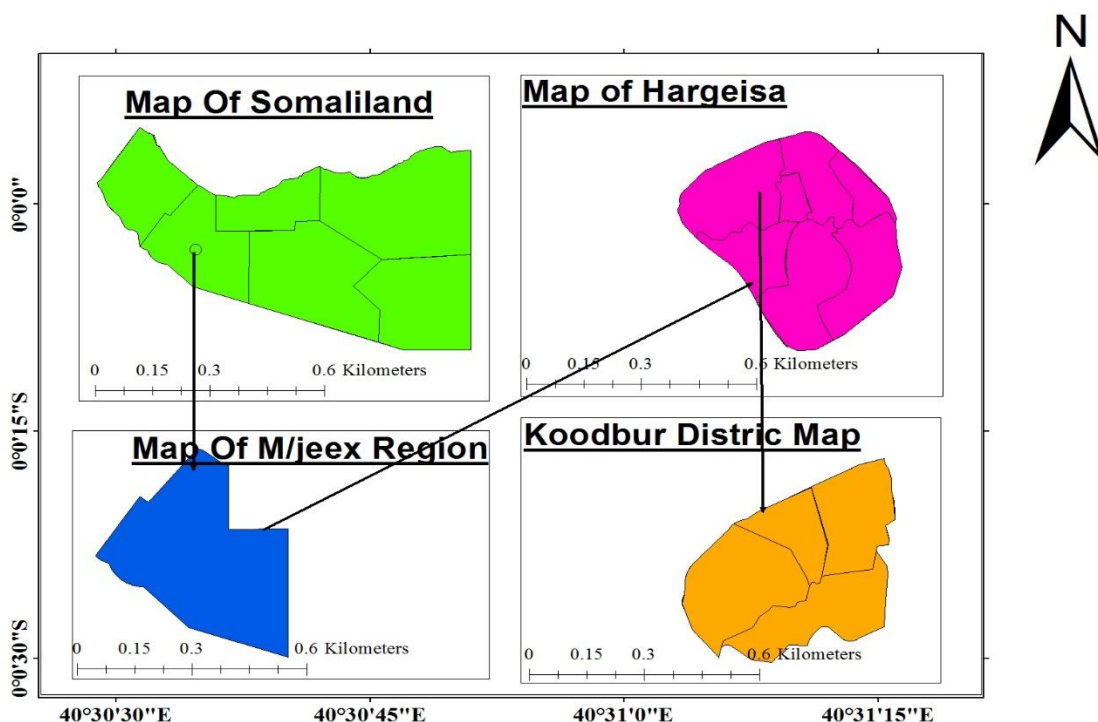 N
Map Of Somaliland
0 0.15 0.3 0.6 Kilometers
Map of Hargeisa
0 0.15 0.3 0.6 Kilometers
Map Of M/jeex Region
0 0.15 0.3 0.6 Kilometers
Koodbur Distric Map
0 0.15 0.3 0.6 Kilometers
0°0'0"
0°0'15"S
0°0'30"S
40°30'30"E 40°30'45"E 40°31'0"E 40°31'15"E